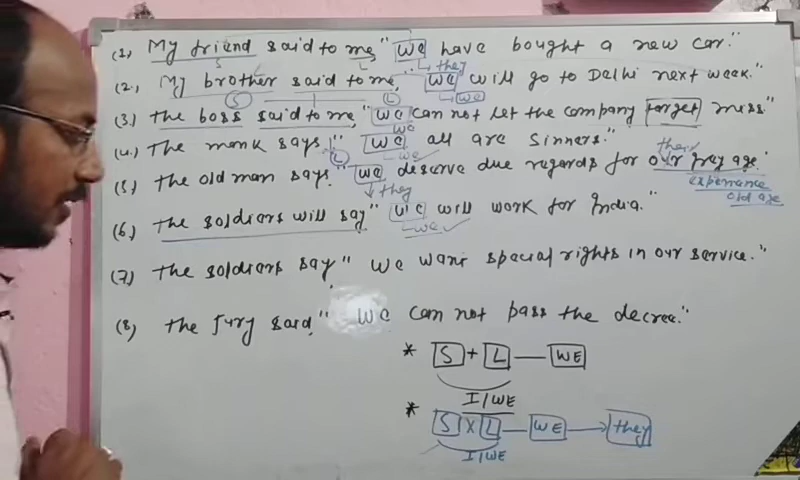 (1) My friend said to me," We have bought a new car."
S L they
(2,) My brother said to me," We will go to Delhi next week."
S L We
(3) the boss said to me," We can not let the company target miss."
we
(4.) The monk says," We all are sinners."
L we they
(5) The old man says." We deserve due regards for our grey age."
they experience
old age
(6) the soldiers will say" We will work for India."
we
(7) the soldiers say" We want special rights in our service."
(8) the Jury said," We can not pass the decree."
* S + L — WE
I/WE
* S X L — WE → they
I/WE